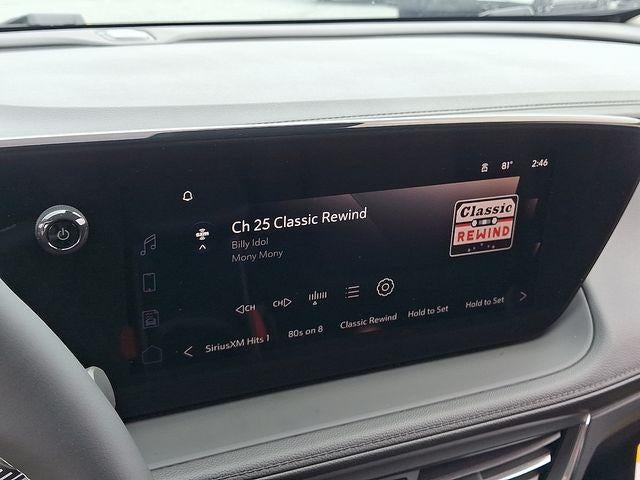 81° 2:46
Ch 25 Classic Rewind
Billy Idol
Mony Mony
Classic
REWIND
CH CH
SiriusXM Hits 1 80s on 8 Classic Rewind Hold to Set Hold to Set